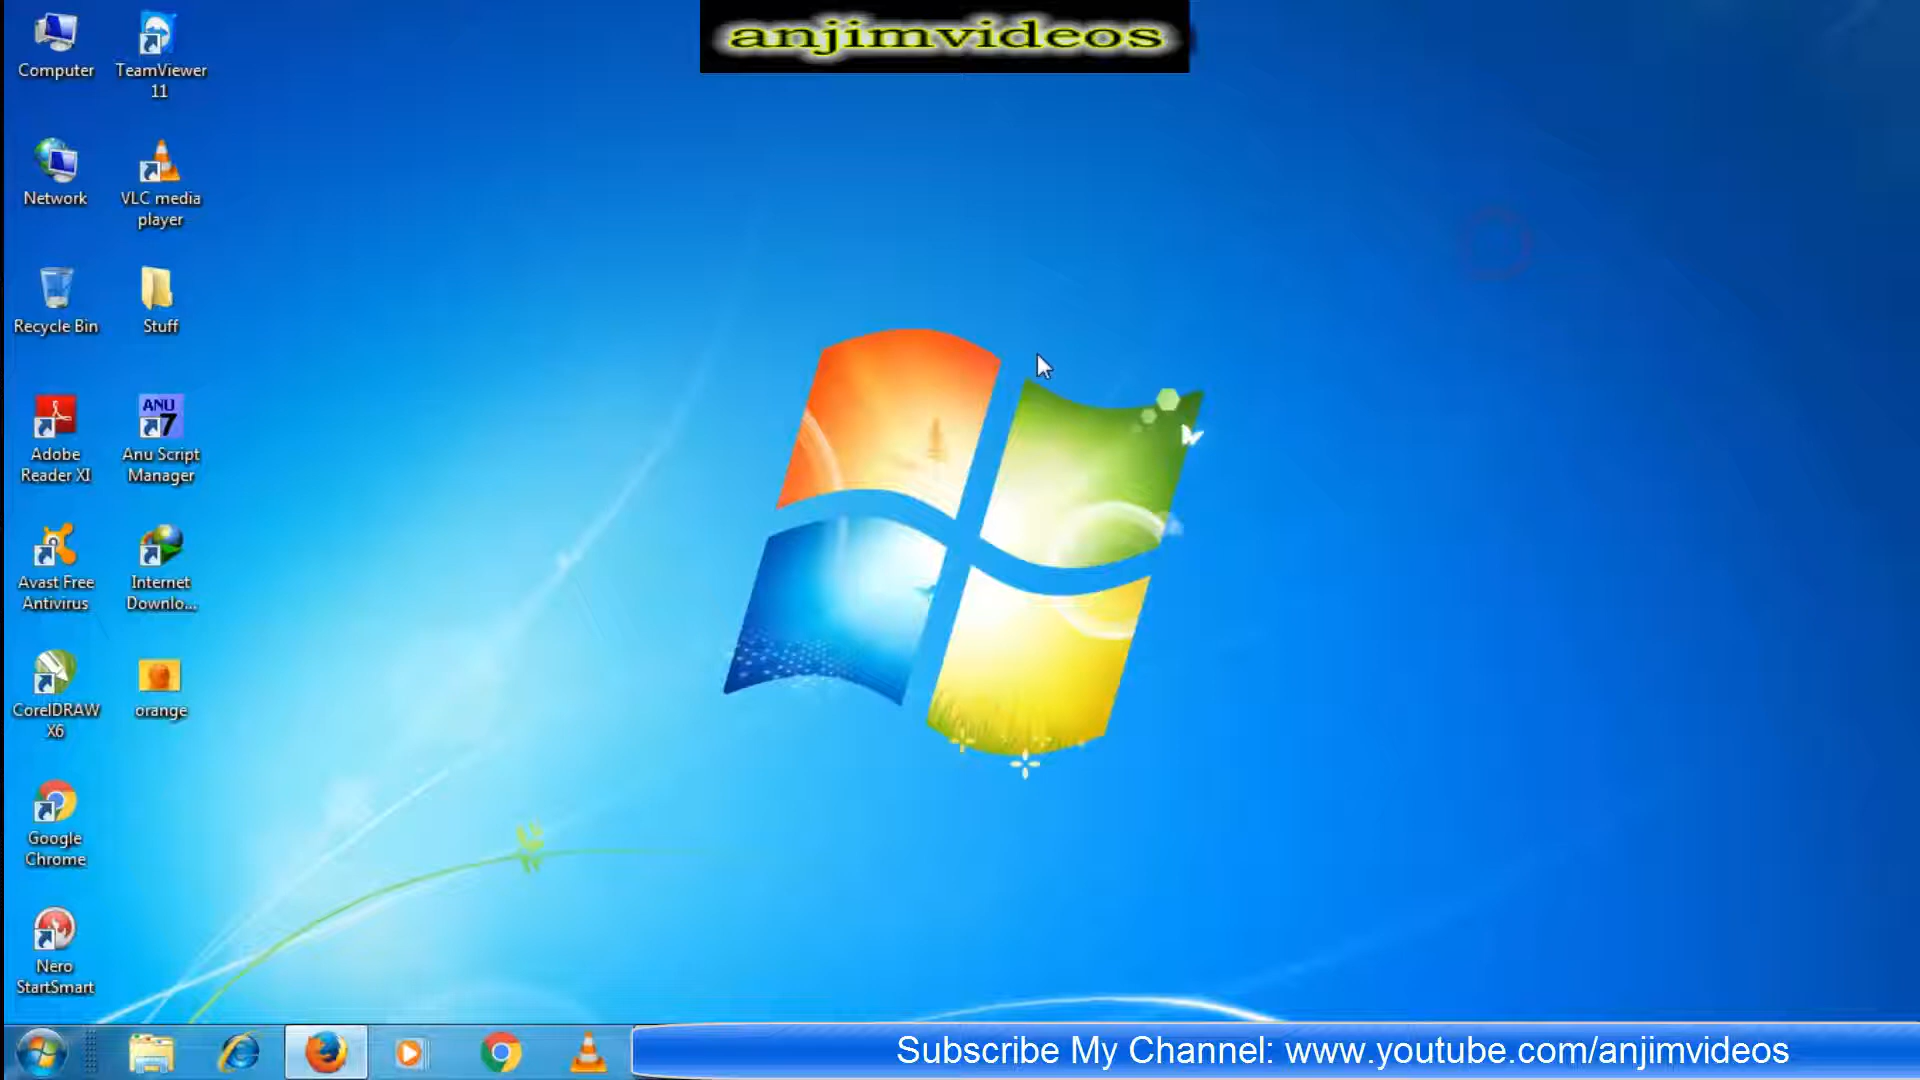 anjimvideos
Computer
TeamViewer
11
Network
VLC media
player
Recycle Bin
Stuff
Adobe
Reader XI
ANU
7
Anu Script
Manager
Avast Free
Antivirus
Internet
Downlo...
CorelDRAW
X6
orange
Google
Chrome
Nero
StartSmart
Subscribe My Channel: www.youtube.com/anjimvideos